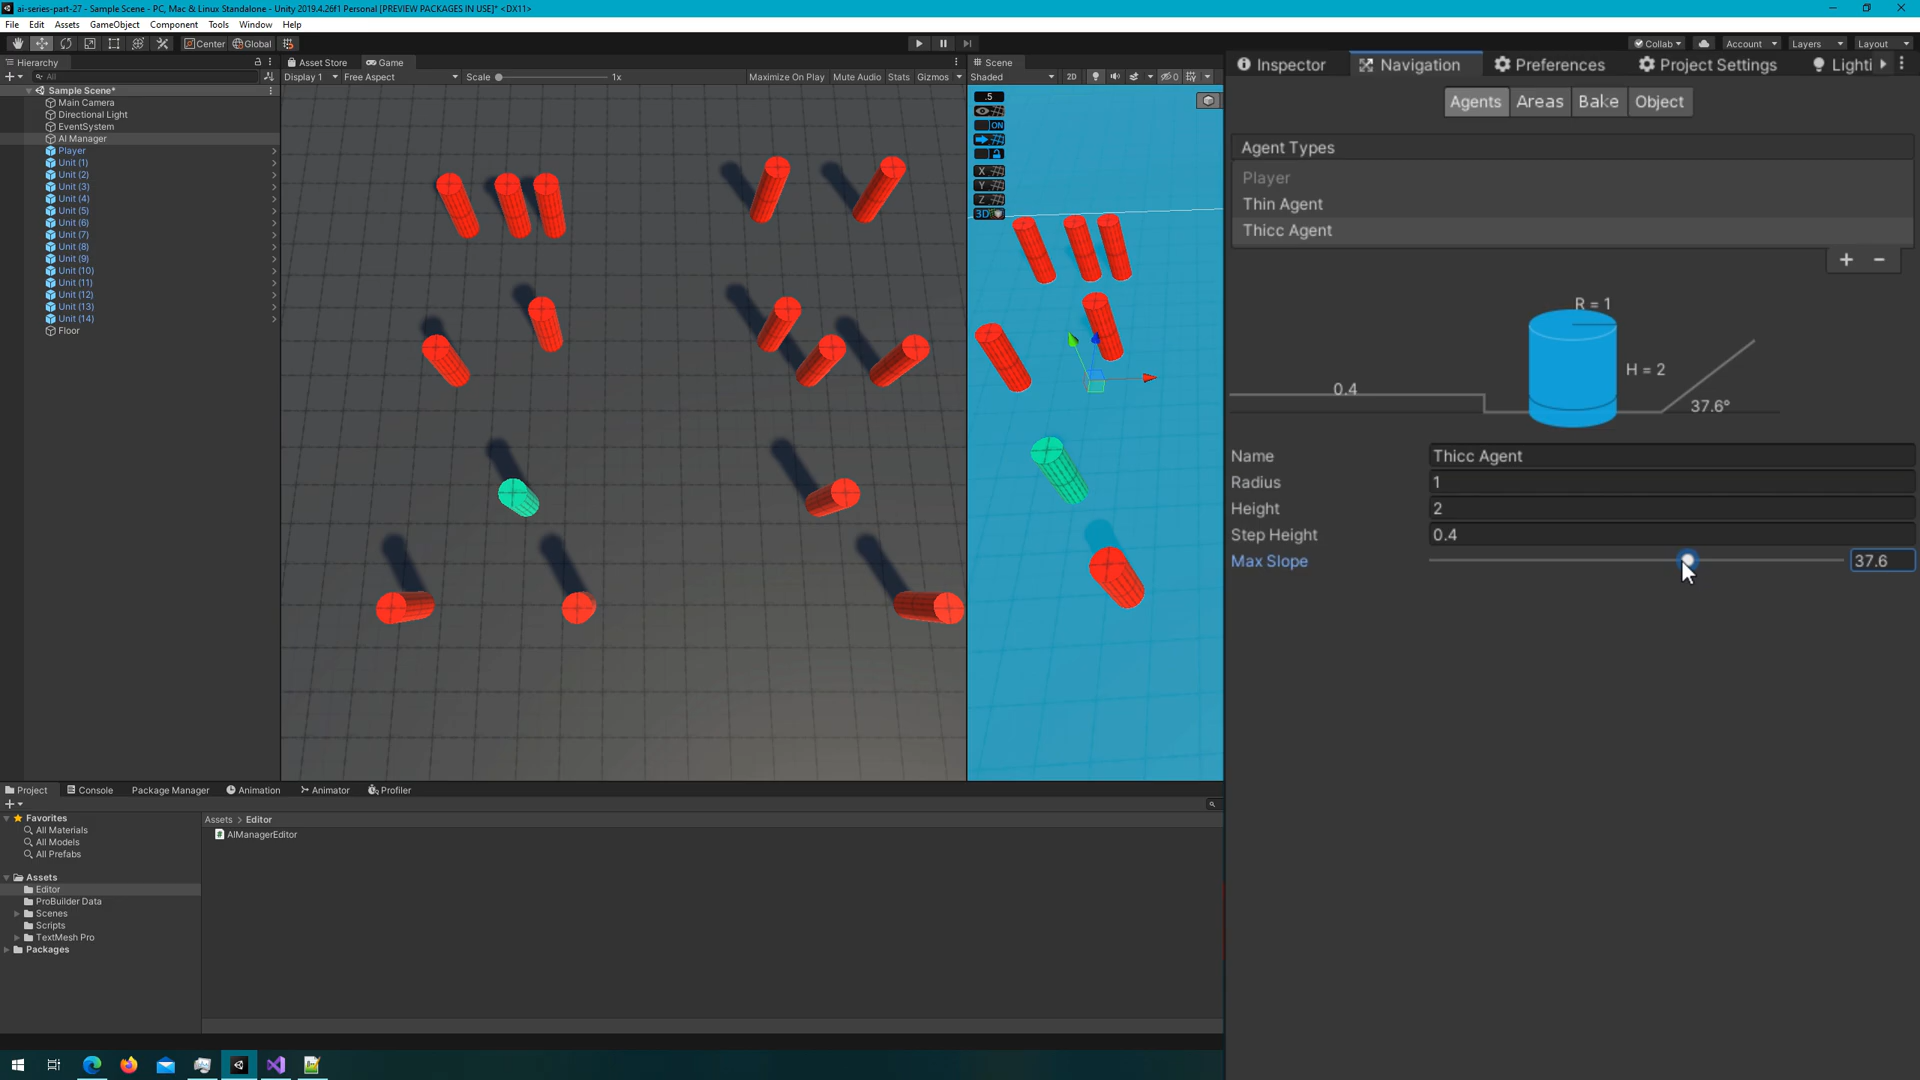 ai-series-part-27 - Sample Scene - PC, Mac & Linux Standalone - Unity 2019.4.26f1 Personal [PREVIEW PACKAGES IN USE]* <DX11>
File Edit Assets GameObject Component Tools Window Help
Center Global Collab Account Layers Layout
Hierarchy
All
Sample Scene*
Main Camera
Directional Light
EventSystem
AI Manager
Player
Unit (1)
Unit (2)
Unit (3)
Unit (4)
Unit (5)
Unit (6)
Unit (7)
Unit (8)
Unit (9)
Unit (10)
Unit (11)
Unit (12)
Unit (13)
Unit (14)
Floor
Asset Store Game
Display 1 Free Aspect Scale 1x Maximize On Play Mute Audio Stats Gizmos
Scene
Shaded 2D 0
.5
ON
X
Y
Z
3D
Inspector Navigation Preferences Project Settings Lighti
Agents Areas Bake Object
Agent Types
Player
Thin Agent
Thicc Agent
+ −
R = 1
H = 2
0.4
37.6°
Name Thicc Agent
Radius 1
Height 2
Step Height 0.4
Max Slope 37.6
Project Console Package Manager Animation Animator Profiler
Favorites
All Materials
All Models
All Prefabs
Assets
Editor
ProBuilder Data
Scenes
Scripts
TextMesh Pro
Packages
Assets > Editor
AIManagerEditor